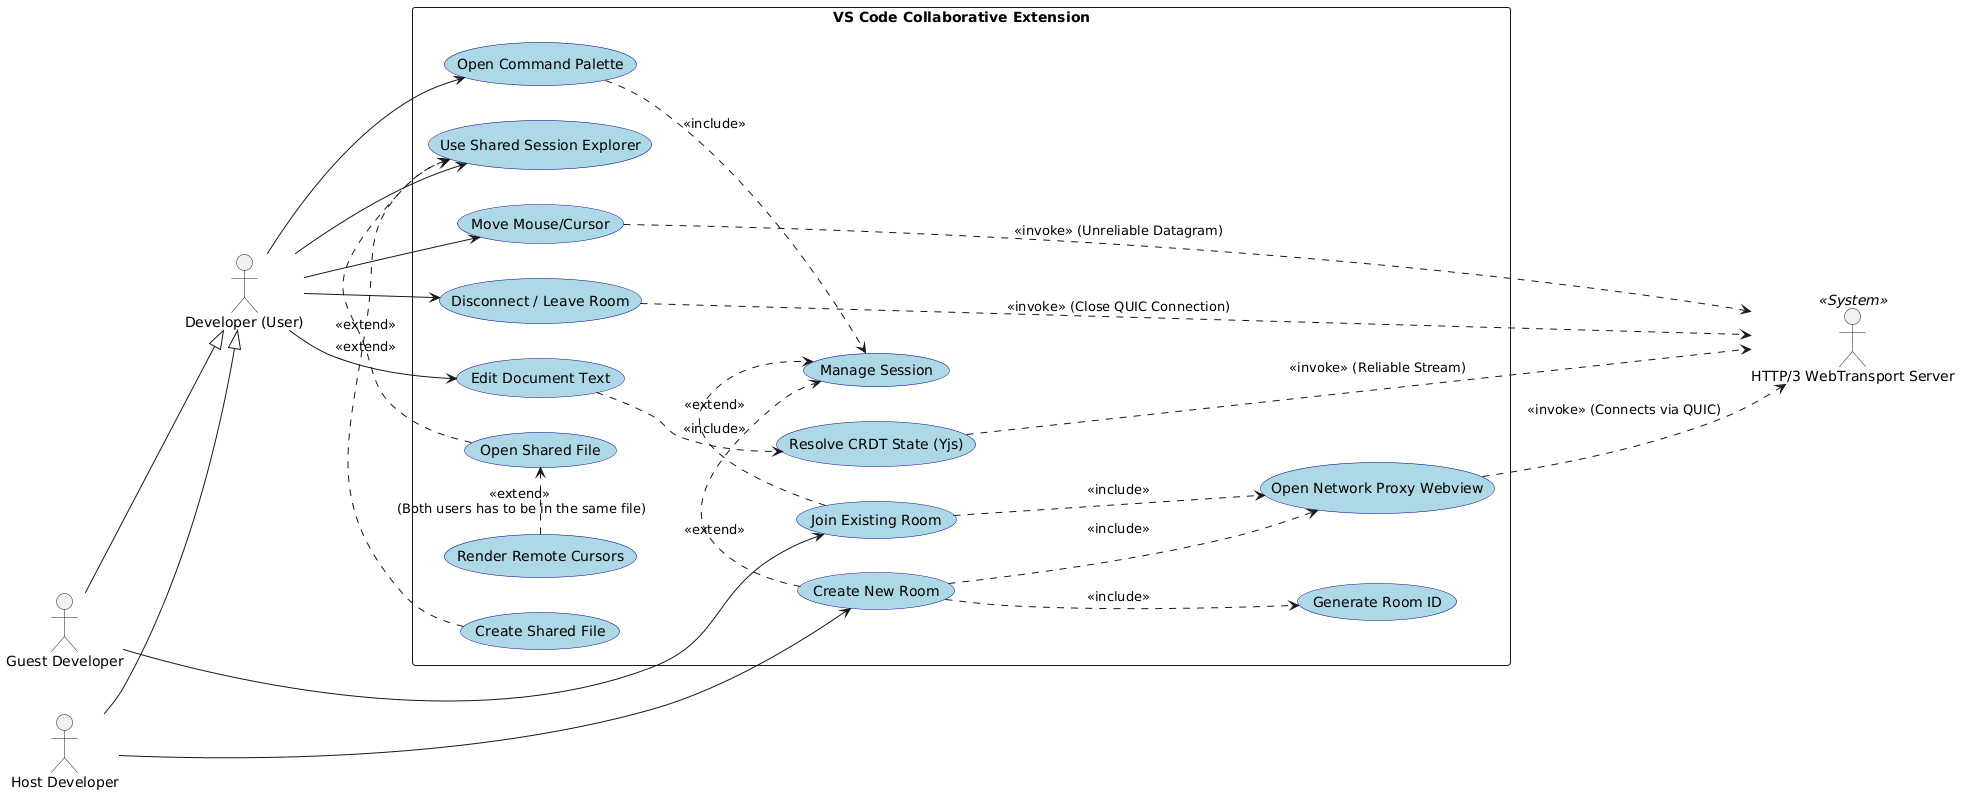 VS Code Collaborative Extension
Open Command Palette
«include»
Use Shared Session Explorer
Move Mouse/Cursor
«invoke» (Unreliable Datagram)
Disconnect / Leave Room
«invoke» (Close QUIC Connection)
«System»
HTTP/3 WebTransport Server
Developer (User)
«extend»
«extend»
Edit Document Text
Manage Session
«invoke» (Reliable Stream)
«extend»
«include»
«invoke» (Connects via QUIC)
Resolve CRDT State (Yjs)
Open Shared File
«extend»
(Both users has to be in the same file)
«include»
Open Network Proxy Webview
Join Existing Room
«extend»
«include»
Render Remote Cursors
Create New Room
«include»
Generate Room ID
Create Shared File
Guest Developer
Host Developer